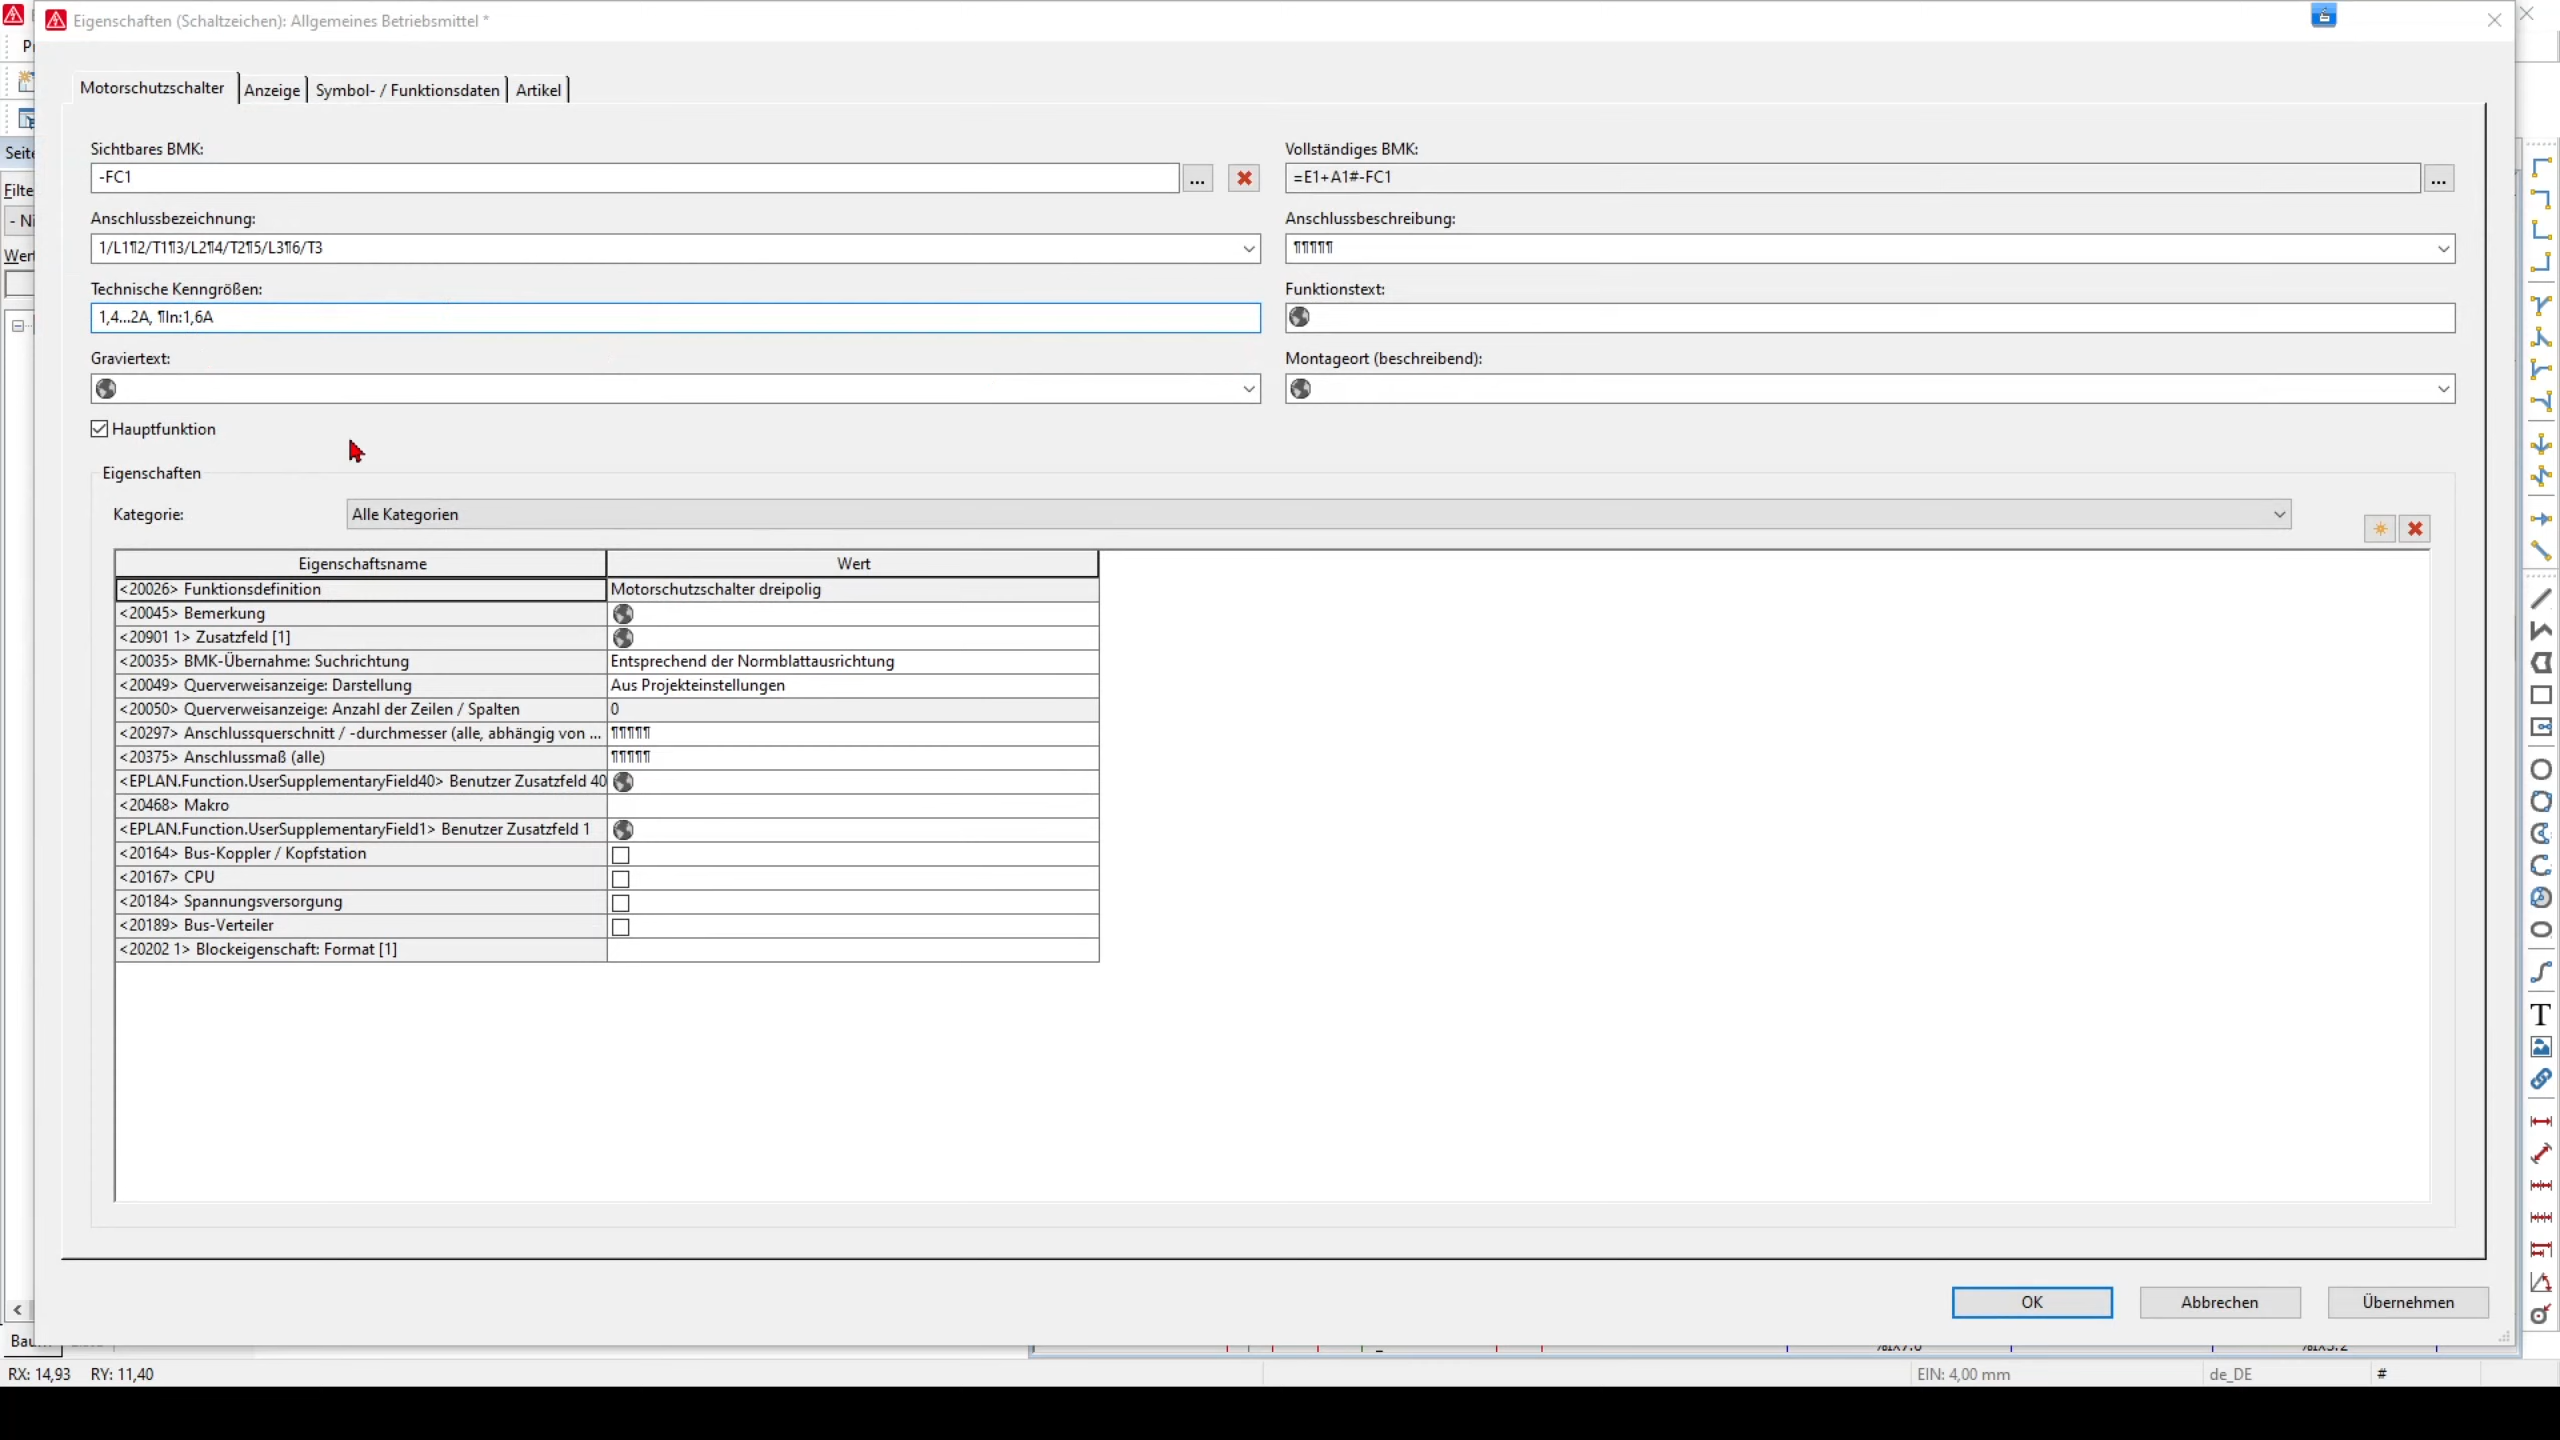 Eigenschaften (Schaltzeichen): Allgemeines Betriebsmittel *
Motorschutzschalter
Anzeige
Symbol- / Funktionsdaten
Artikel
Sichtbares BMK:
-FC1
...
Vollständiges BMK:
=E1+A1#-FC1
...
Anschlussbezeichnung:
1/L1¶2/T1¶3/L2¶4/T2¶5/L3¶6/T3
Anschlussbeschreibung:
¶¶¶¶¶
Technische Kenngrößen:
1,4...2A, ¶In:1,6A
Funktionstext:
Graviertext:
Montageort (beschreibend):
Hauptfunktion
Eigenschaften
Kategorie:
Alle Kategorien
Eigenschaftsname
Wert
<20026> Funktionsdefinition
Motorschutzschalter dreipolig
<20045> Bemerkung
<20901 1> Zusatzfeld [1]
<20035> BMK-Übernahme: Suchrichtung
Entsprechend der Normblattausrichtung
<20049> Querverweisanzeige: Darstellung
Aus Projekteinstellungen
<20050> Querverweisanzeige: Anzahl der Zeilen / Spalten
0
<20297> Anschlussquerschnitt / -durchmesser (alle, abhängig von ...
¶¶¶¶¶
<20375> Anschlussmaß (alle)
¶¶¶¶¶
<EPLAN.Function.UserSupplementaryField40> Benutzer Zusatzfeld 40
<20468> Makro
<EPLAN.Function.UserSupplementaryField1> Benutzer Zusatzfeld 1
<20164> Bus-Koppler / Kopfstation
<20167> CPU
<20184> Spannungsversorgung
<20189> Bus-Verteiler
<20202 1> Blockeigenschaft: Format [1]
OK
Abbrechen
Übernehmen
T
RX: 14,93
RY: 11,40
EIN: 4,00 mm
de_DE
#